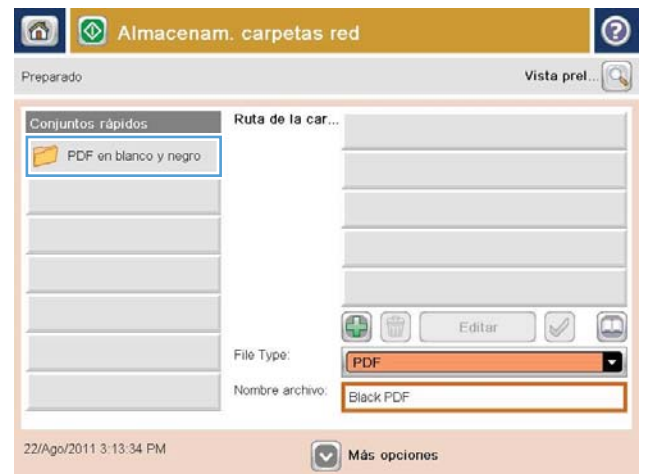 Almacenam. carpetas red
Preparado
Vista prel...
Conjuntos rápidos
Ruta de la car...
PDF en blanco y negro
Editar
File Type:
PDF
Nombre archivo:
Black PDF
22/Ago/2011 3:13:34 PM
Más opciones